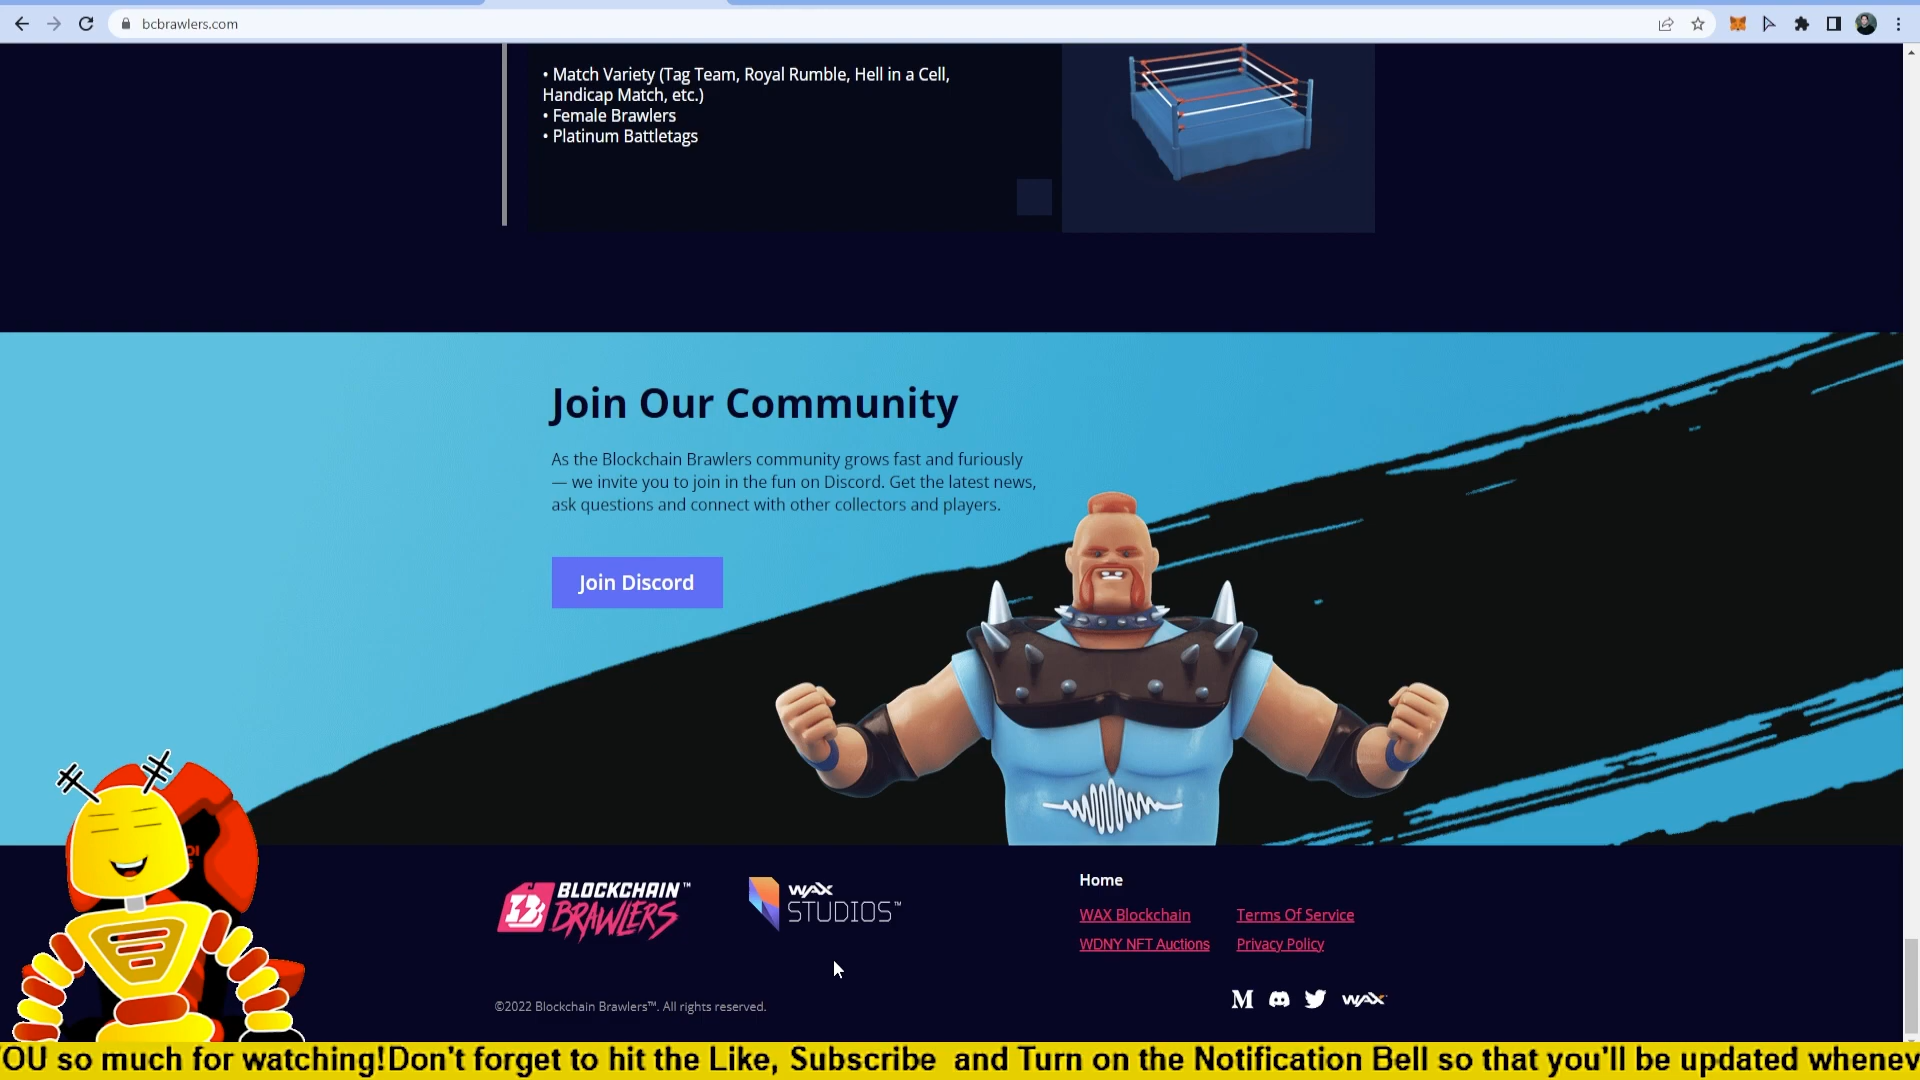 bcbrawlers.com
• Match Variety (Tag Team, Royal Rumble, Hell in a Cell,
Handicap Match, etc.)
• Female Brawlers
• Platinum Battletags
Join Our Community
As the Blockchain Brawlers community grows fast and furiously
— we invite you to join in the fun on Discord. Get the latest news,
ask questions and connect with other collectors and players.
Join Discord
BLOCKCHAIN™
BRAWLERS
WAX
STUDIOS™
Home
WAX Blockchain
Terms Of Service
WDNY NFT Auctions
Privacy Policy
WAX
©2022 Blockchain Brawlers™. All rights reserved.
OU so much for watching!Don't forget to hit the Like, Subscribe and Turn on the Notification Bell so that you'll be updated whenev